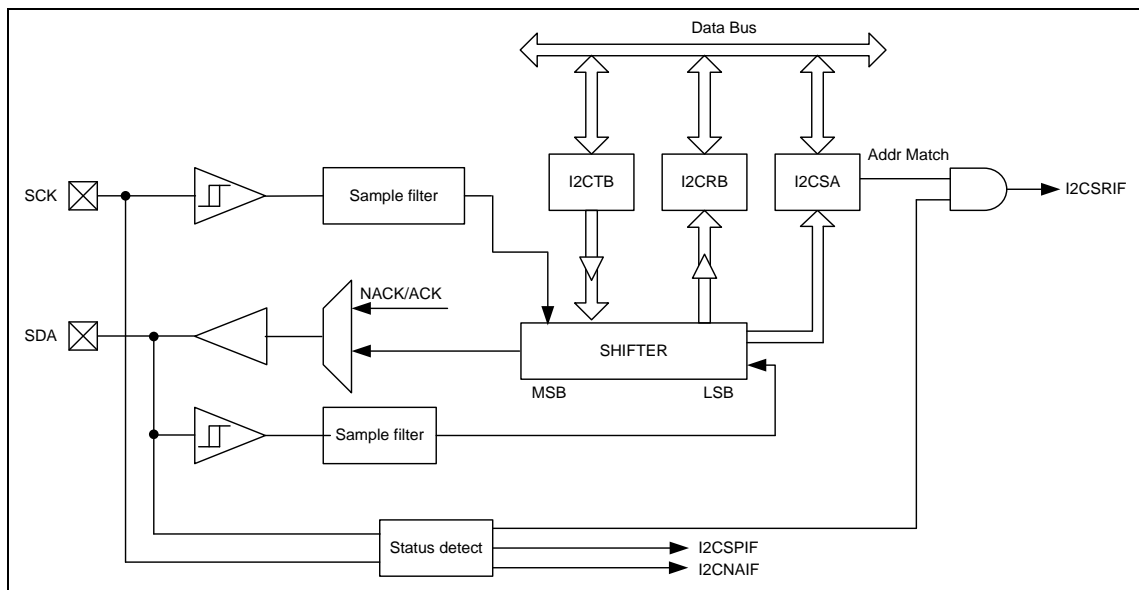 Data Bus
SCK
Sample filter
I2CTB
I2CRB
I2CSA
Addr Match
I2CSRIF
NACK/ACK
SDA
SHIFTER
MSB
LSB
Sample filter
Status detect
I2CSPIF
I2CNAIF